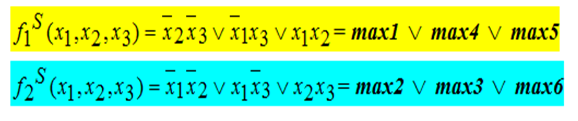 f₁ˢ(x₁,x₂,x₃) = x̅₂x̅₃ ∨ x̅₁x₃ ∨ x₁x₂ = max1 ∨ max4 ∨ max5
f₂ˢ(x₁,x₂,x₃) = x̅₁x̅₂ ∨ x₁x̅₃ ∨ x₂x₃ = max2 ∨ max3 ∨ max6